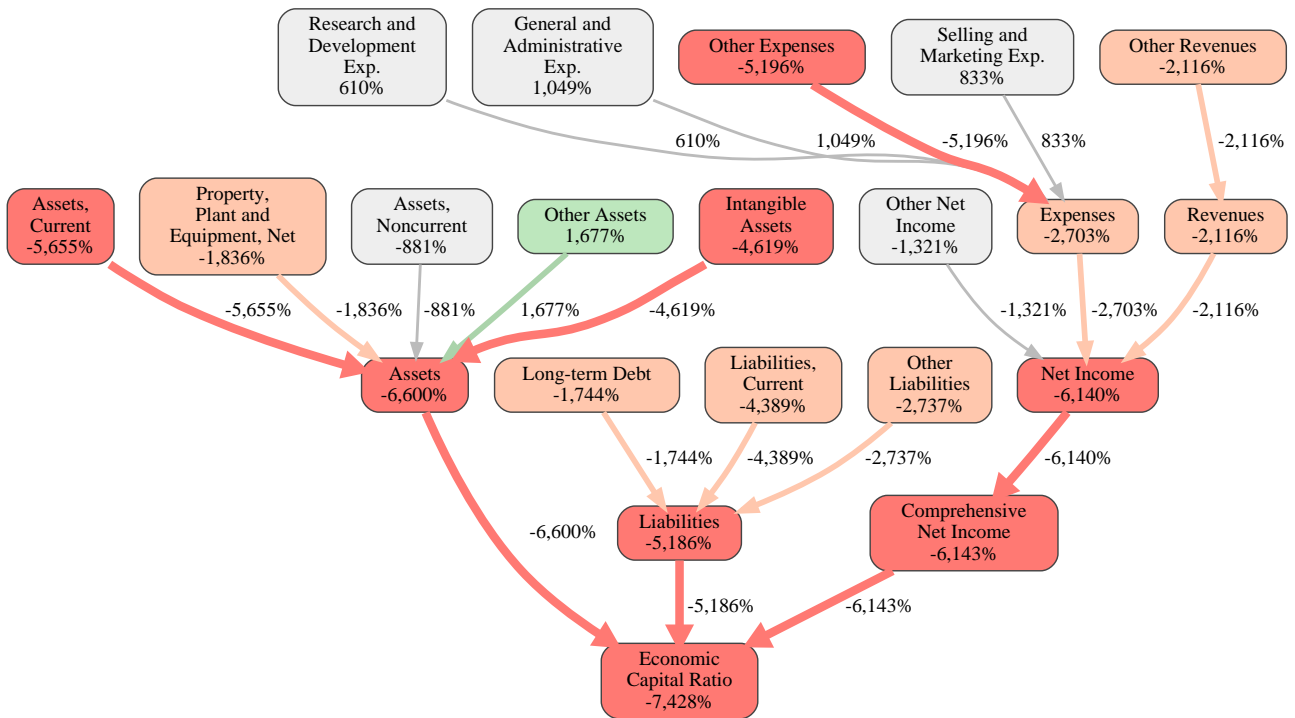 Research and
Development
Exp.
610%
General and
Administrative
Exp.
1,049%
Other Expenses
-5,196%
Selling and
Marketing Exp.
833%
Other Revenues
-2,116%
610%
1,049%
-5,196%
833%
-2,116%
Assets,
Current
-5,655%
Property,
Plant and
Equipment, Net
-1,836%
Assets,
Noncurrent
-881%
Other Assets
1,677%
Intangible
Assets
-4,619%
Other Net
Income
-1,321%
Expenses
-2,703%
Revenues
-2,116%
-5,655%
-1,836%
-881%
1,677%
-4,619%
-1,321%
-2,703%
-2,116%
Assets
-6,600%
Long-term Debt
-1,744%
Liabilities,
Current
-4,389%
Other
Liabilities
-2,737%
Net Income
-6,140%
-1,744%
-4,389%
-2,737%
-6,140%
-6,600%
Liabilities
-5,186%
Comprehensive
Net Income
-6,143%
-5,186%
-6,143%
Economic
Capital Ratio
-7,428%